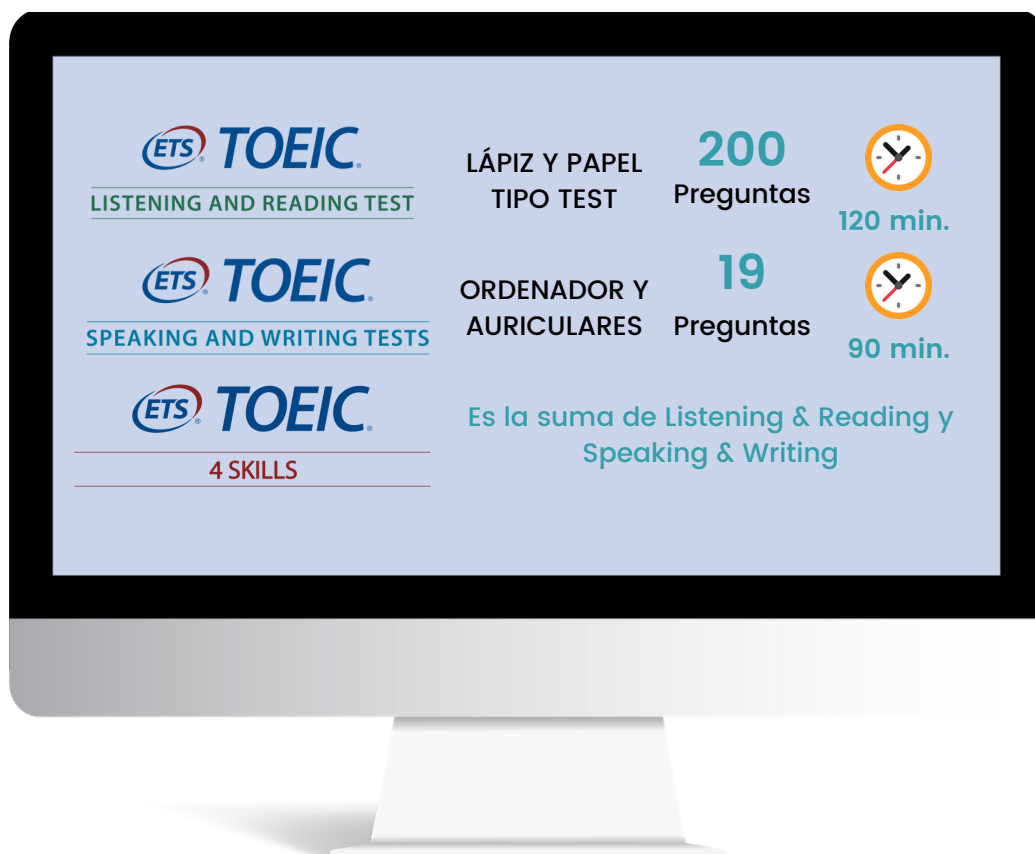 ETS® TOEIC®
LISTENING AND READING TEST
LÁPIZ Y PAPEL
TIPO TEST
200
Preguntas
120 min.
ETS® TOEIC®
SPEAKING AND WRITING TESTS
ORDENADOR Y
AURICULARES
19
Preguntas
90 min.
ETS® TOEIC®
4 SKILLS
Es la suma de Listening & Reading y
Speaking & Writing